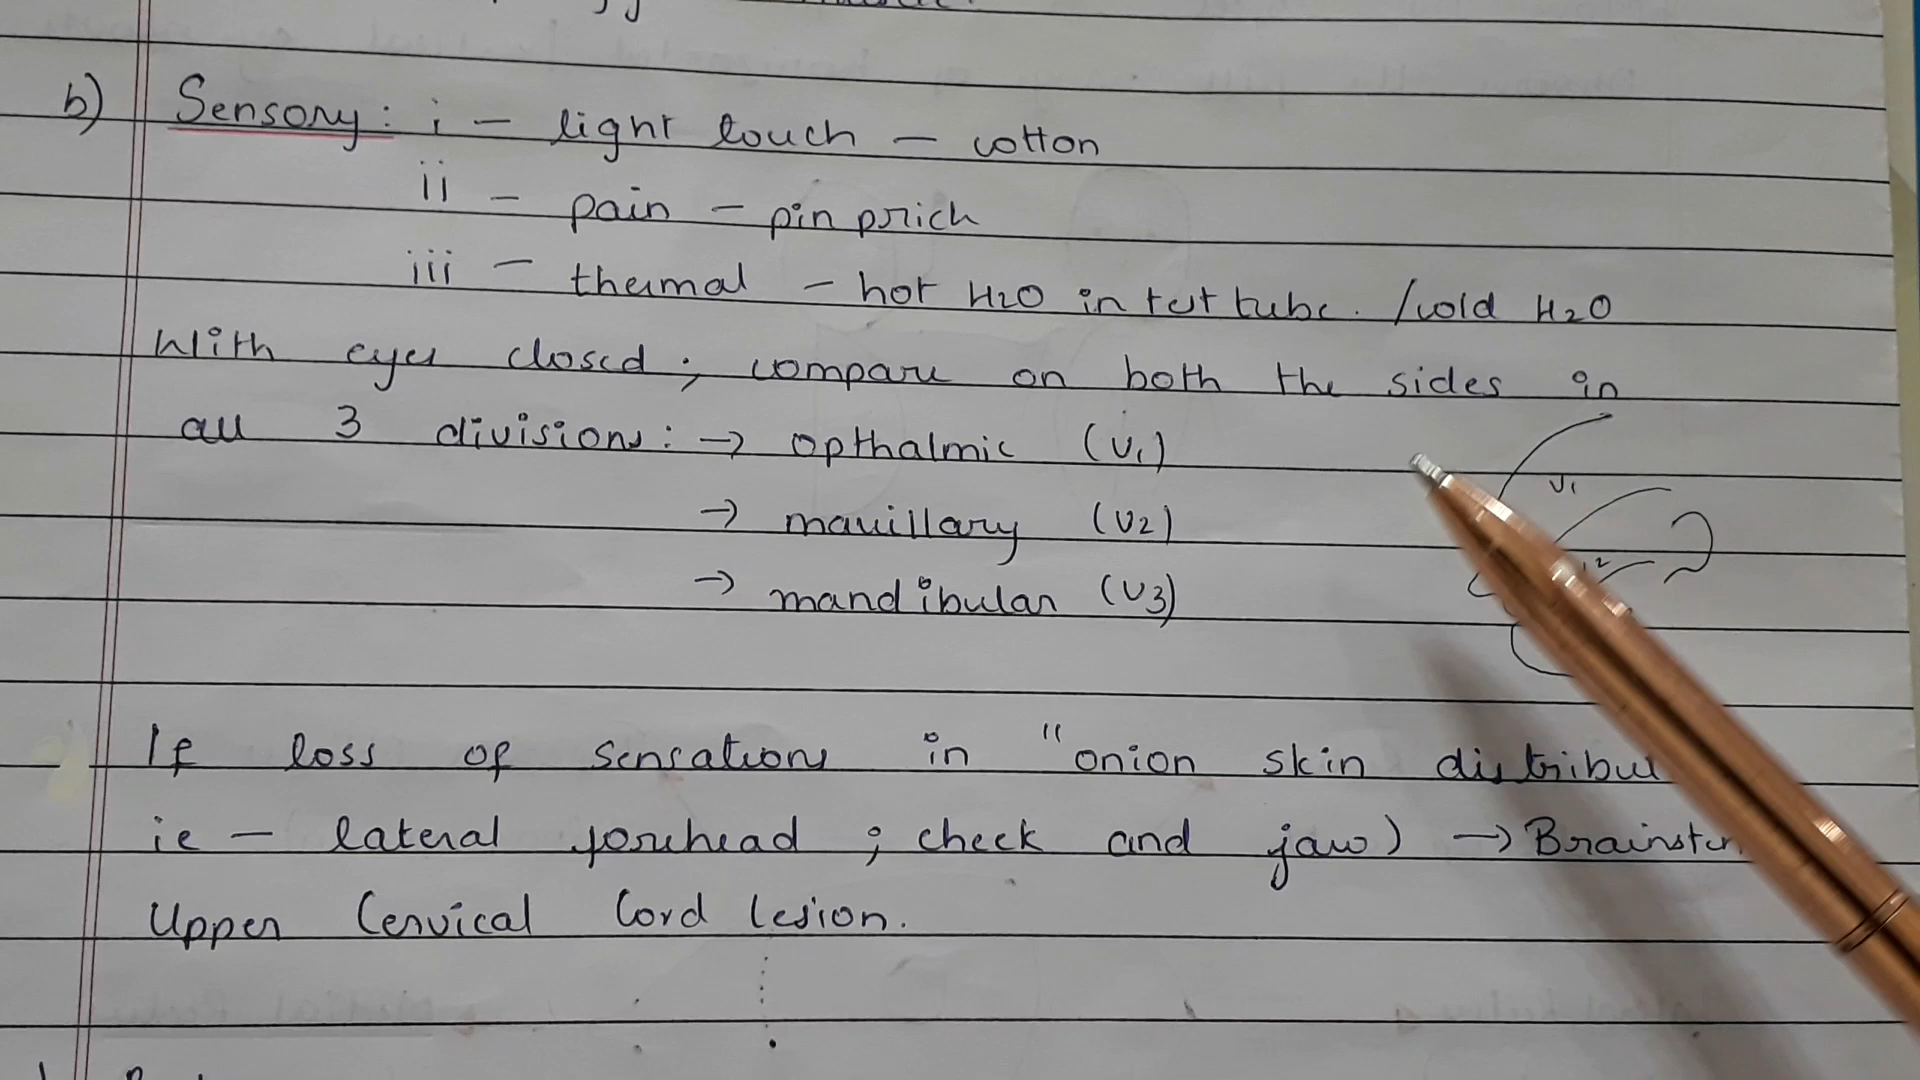 b) Sensory: i - light touch - cotton
ii - pain - pin prick
iii - thermal - hot H2O in test tube. /cold H2O
With eyes closed; compare on both the sides in
all 3 divisions: → opthalmic (V1)
V1
→ maxillary (V2)
→ mandibular (V3)
If loss of sensations in "onion skin distribu
ie - lateral forehead; cheek and jaw) → Brainste
Upper Cervical Cord lesion.